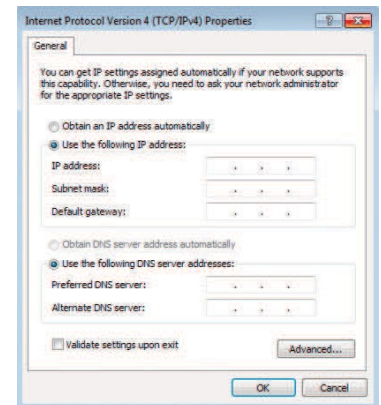 Internet Protocol Version 4 (TCP/IPv4) Properties
General
You can get IP settings assigned automatically if your network supports
this capability. Otherwise, you need to ask your network administrator
for the appropriate IP settings.
Obtain an IP address automatically
Use the following IP address:
IP address:
Subnet mask:
Default gateway:
Obtain DNS server address automatically
Use the following DNS server addresses:
Preferred DNS server:
Alternate DNS server:
Validate settings upon exit
Advanced...
OK Cancel